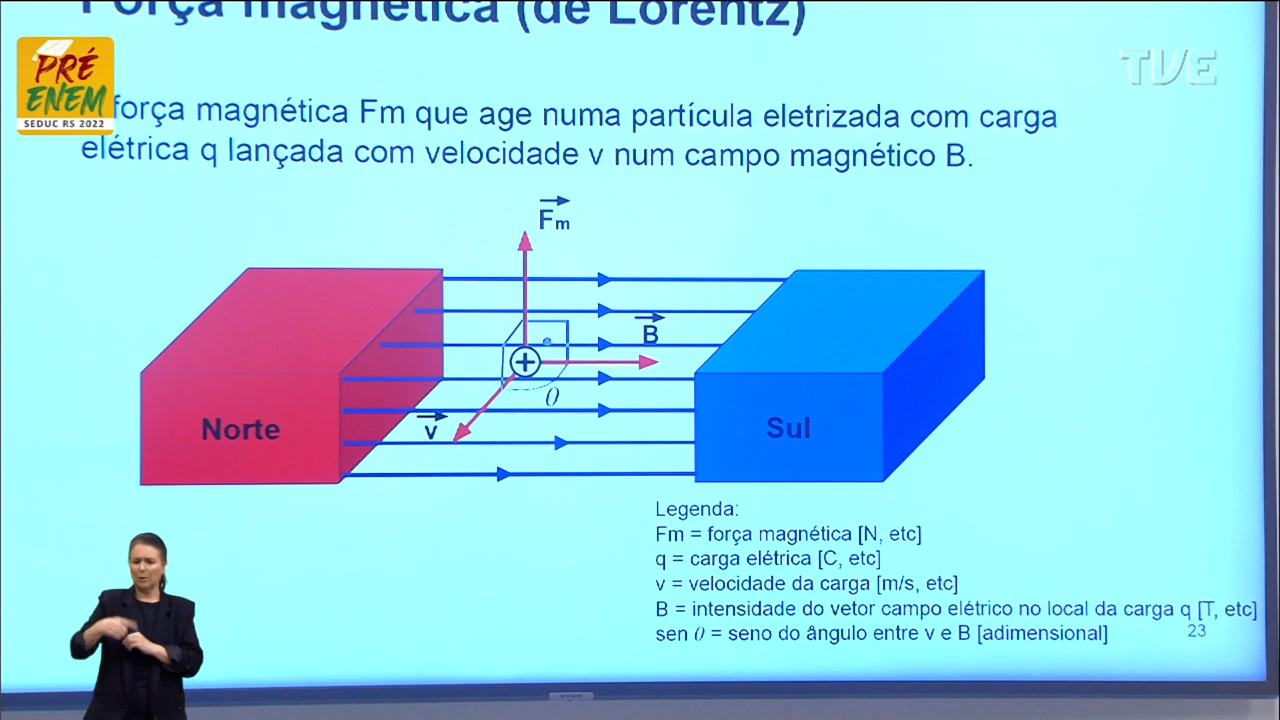 Força magnética (de Lorentz)
PRÉ
ENEM
SEDUC RS 2022
TVE
força magnética Fm que age numa partícula eletrizada com carga
elétrica q lançada com velocidade v num campo magnético B.
Fm
B
+
θ
v
Norte
Sul
Legenda:
Fm = força magnética [N, etc]
q = carga elétrica [C, etc]
v = velocidade da carga [m/s, etc]
B = intensidade do vetor campo elétrico no local da carga q [T, etc]
sen θ = seno do ângulo entre v e B [adimensional]
23